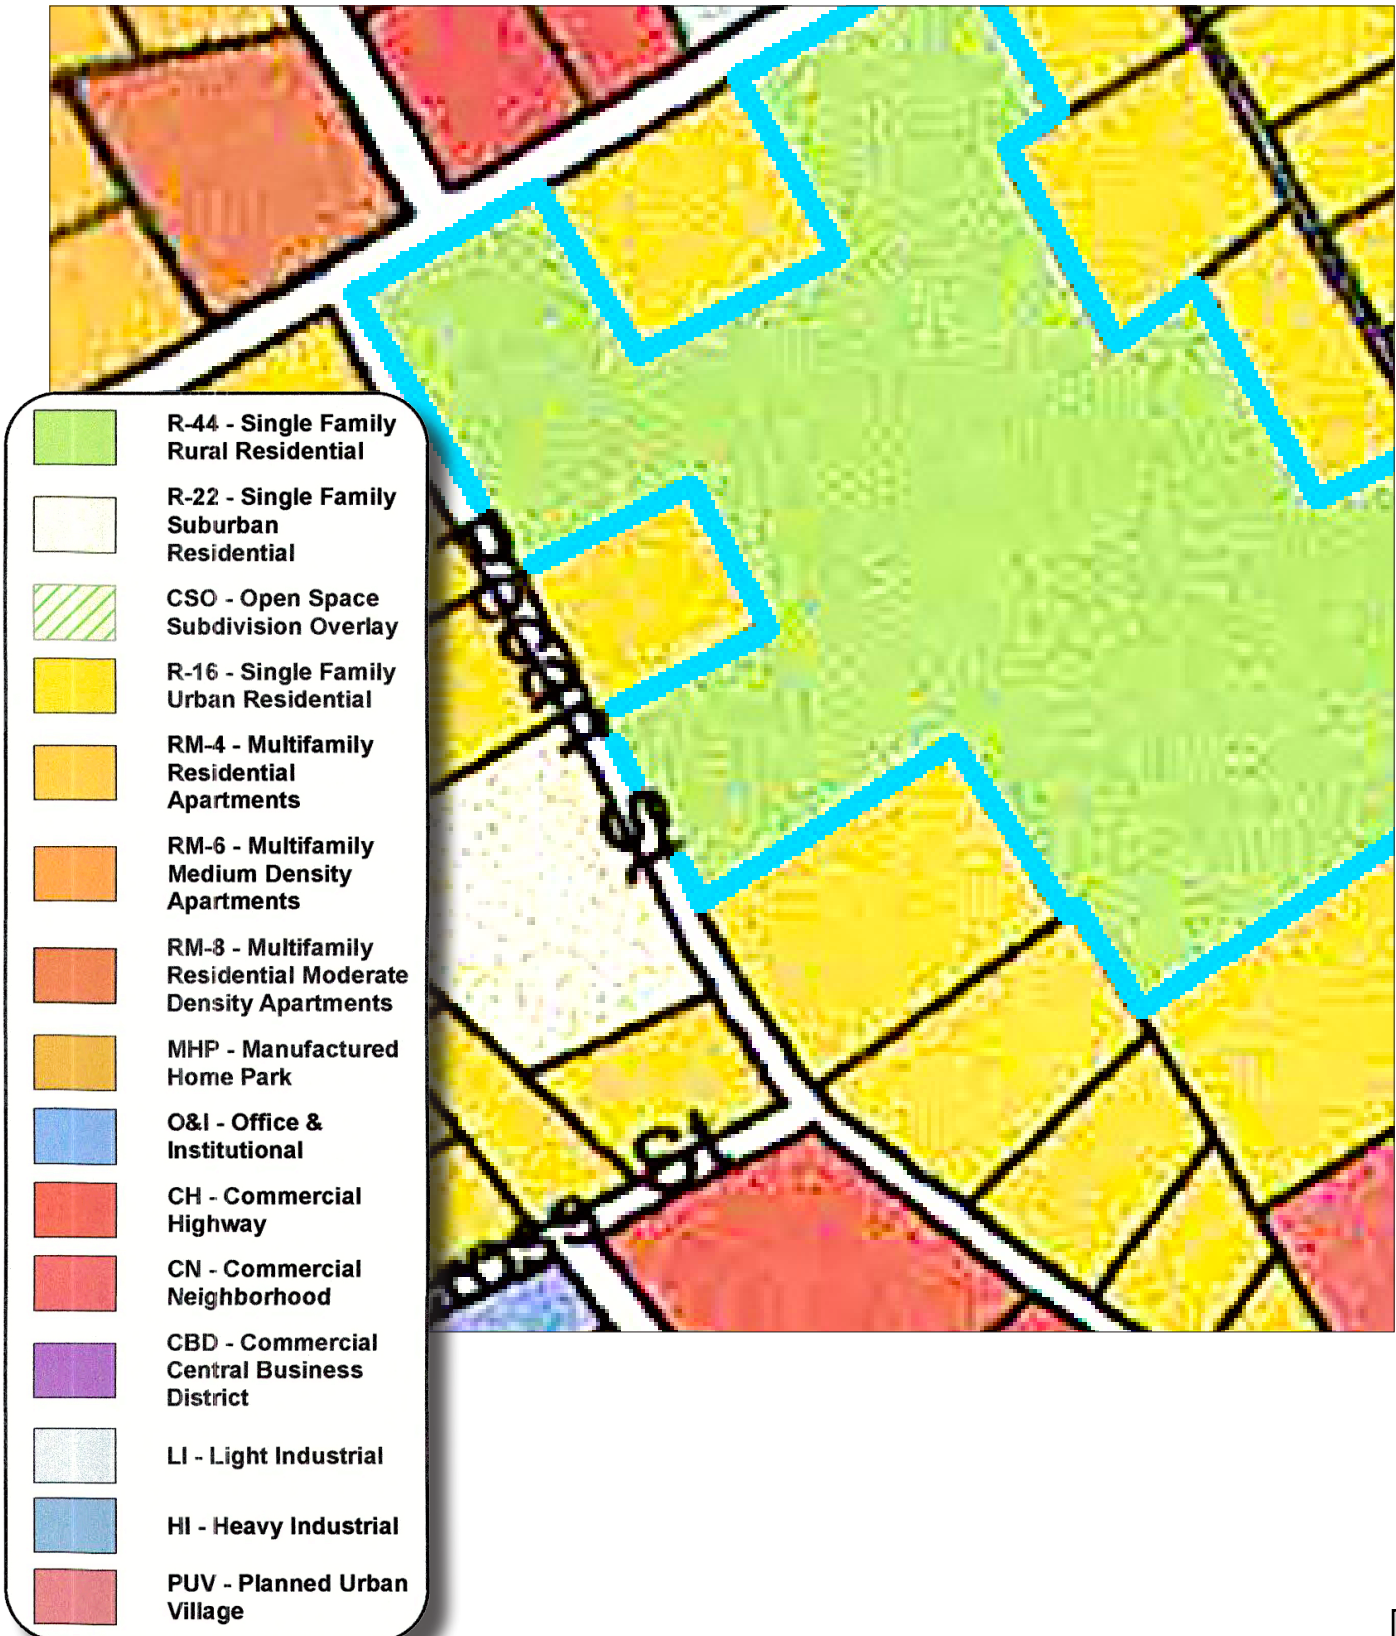 R-44 - Single Family
Rural Residential
R-22 - Single Family
Suburban
Residential
CSO - Open Space
Subdivision Overlay
R-16 - Single Family
Urban Residential
RM-4 - Multifamily
Residential
Apartments
RM-6 - Multifamily
Medium Density
Apartments
RM-8 - Multifamily
Residential Moderate
Density Apartments
MHP - Manufactured
Home Park
O&I - Office &
Institutional
CH - Commercial
Highway
CN - Commercial
Neighborhood
CBD - Commercial
Central Business
District
LI - Light Industrial
HI - Heavy Industrial
PUV - Planned Urban
Village
St
St